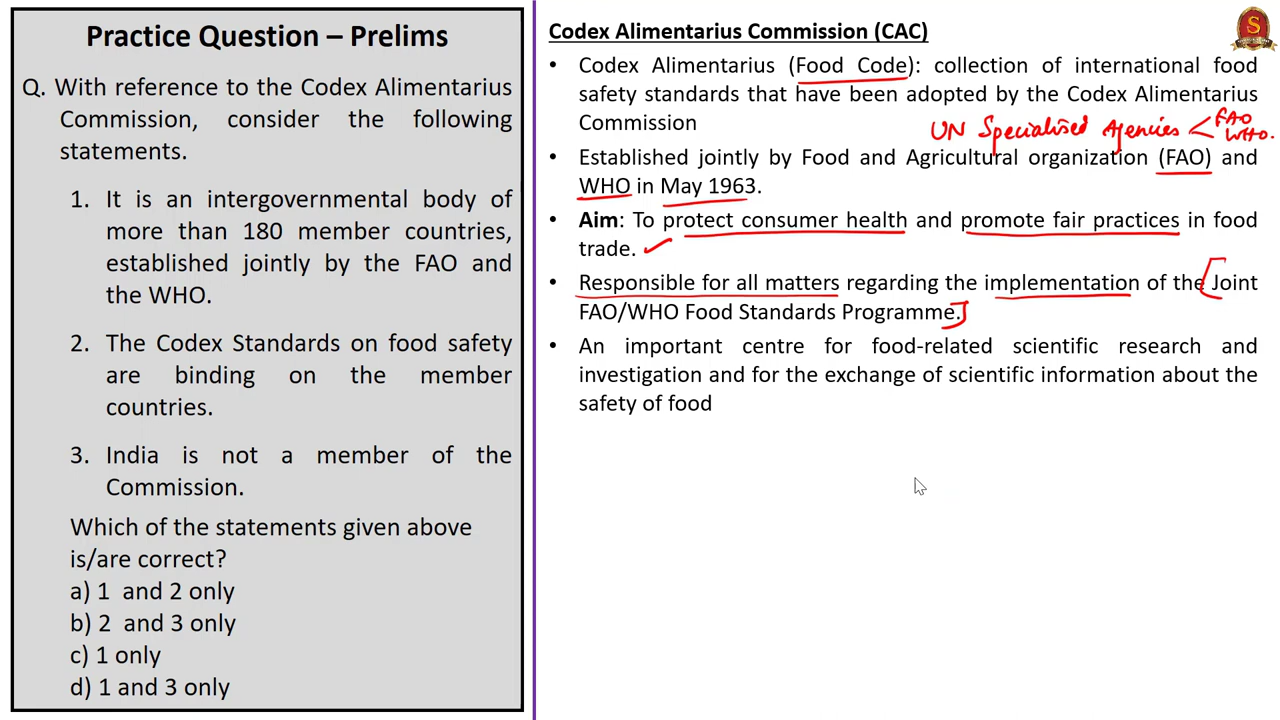 Practice Question – Prelims
Q. With reference to the Codex Alimentarius
Commission, consider the following
statements.
1. It is an intergovernmental body of
more than 180 member countries,
established jointly by the FAO and
the WHO.
2. The Codex Standards on food safety
are binding on the member
countries.
3. India is not a member of the
Commission.
Which of the statements given above
is/are correct?
a) 1 and 2 only
b) 2 and 3 only
c) 1 only
d) 1 and 3 only
Codex Alimentarius Commission (CAC)
• Codex Alimentarius (Food Code): collection of international food
safety standards that have been adopted by the Codex Alimentarius
Commission
UN Specialised Agencies < FAO
WHO.
• Established jointly by Food and Agricultural organization (FAO) and
WHO in May 1963.
• Aim: To protect consumer health and promote fair practices in food
trade.
• Responsible for all matters regarding the implementation of the [Joint
FAO/WHO Food Standards Programme.]
• An important centre for food-related scientific research and
investigation and for the exchange of scientific information about the
safety of food
S